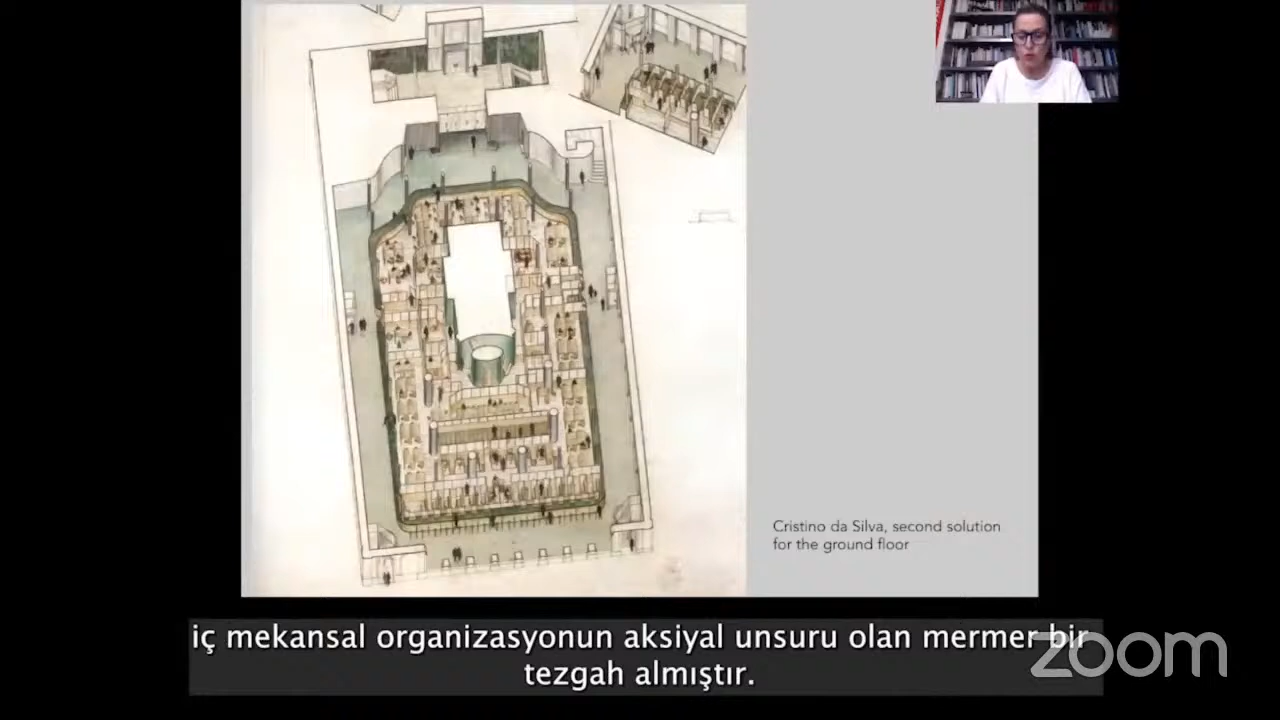 Cristino da Silva, second solution
for the ground floor
iç mekansal organizasyonun aksiyal unsuru olan mermer bir
tezgah almıştır.
zoom